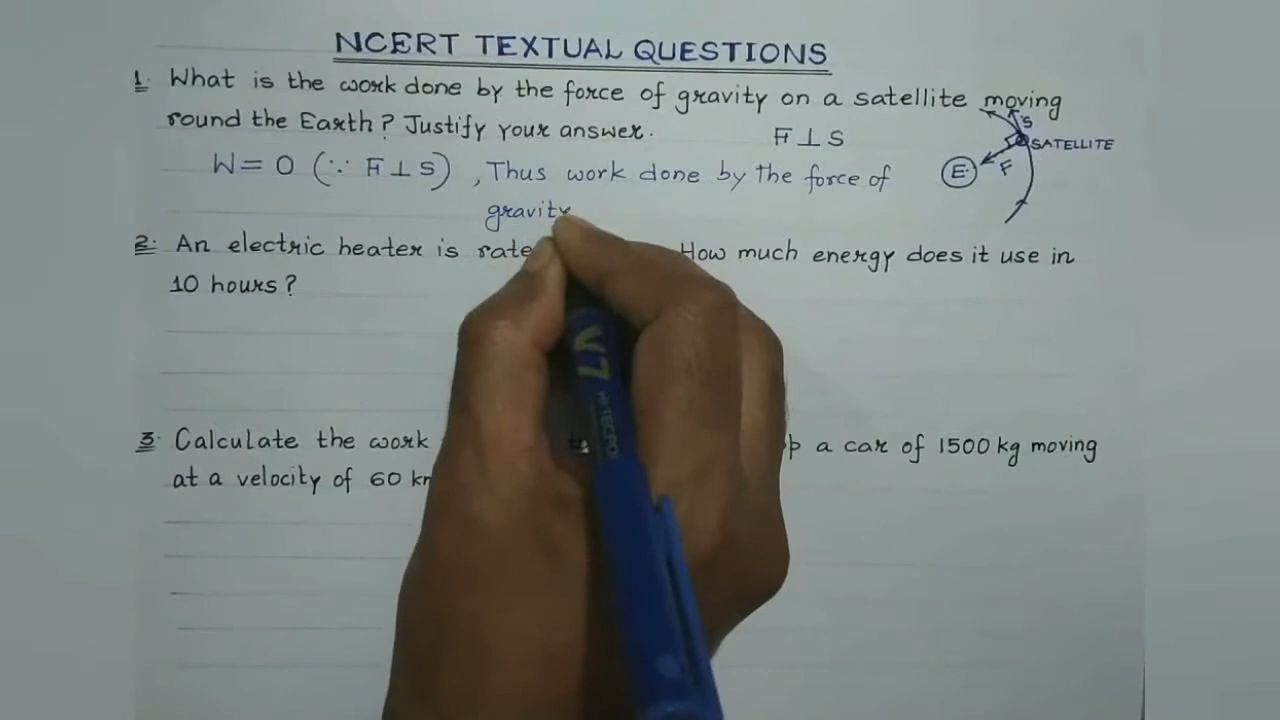 NCERT TEXTUAL QUESTIONS
1. What is the work done by the force of gravity on a satellite moving
round the Earth? Justify your answer.
F ⊥ S
S
SATELLITE
E
F
W = 0 (∵ F ⊥ S), Thus work done by the force of
gravity
2. An electric heater is rate How much energy does it use in
10 hours?
3. Calculate the work a car of 1500 kg moving
at a velocity of 60
V7
HI-TECPOINT